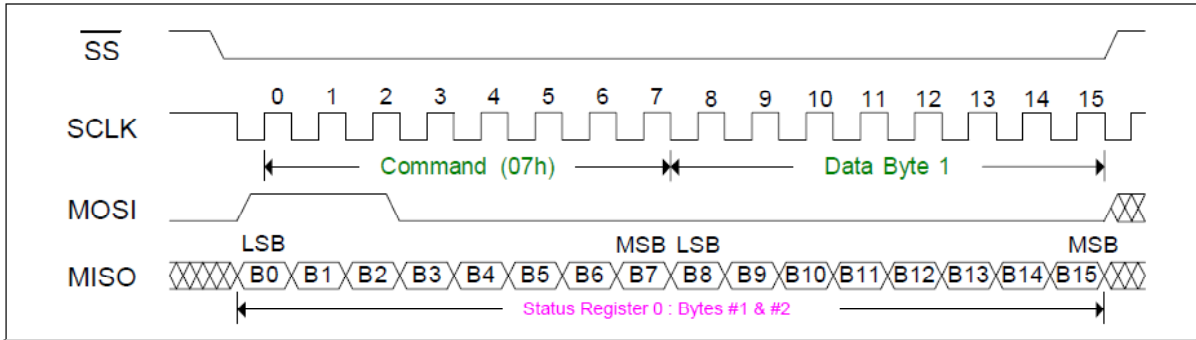 SS
0 1 2 3 4 5 6 7 8 9 10 11 12 13 14 15
SCLK
Command (07h) Data Byte 1
MOSI
LSB MSB LSB MSB
MISO B0 B1 B2 B3 B4 B5 B6 B7 B8 B9 B10 B11 B12 B13 B14 B15
Status Register 0 : Bytes #1 & #2